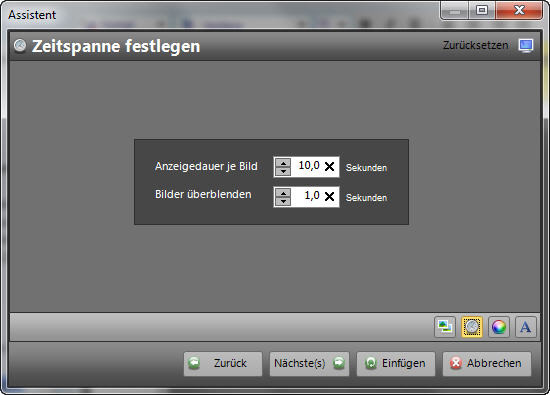 Assistent
Zeitspanne festlegen
Zurücksetzen
Anzeigedauer je Bild 10,0 Sekunden
Bilder überblenden 1,0 Sekunden
A
Zurück Nächste(s) Einfügen Abbrechen